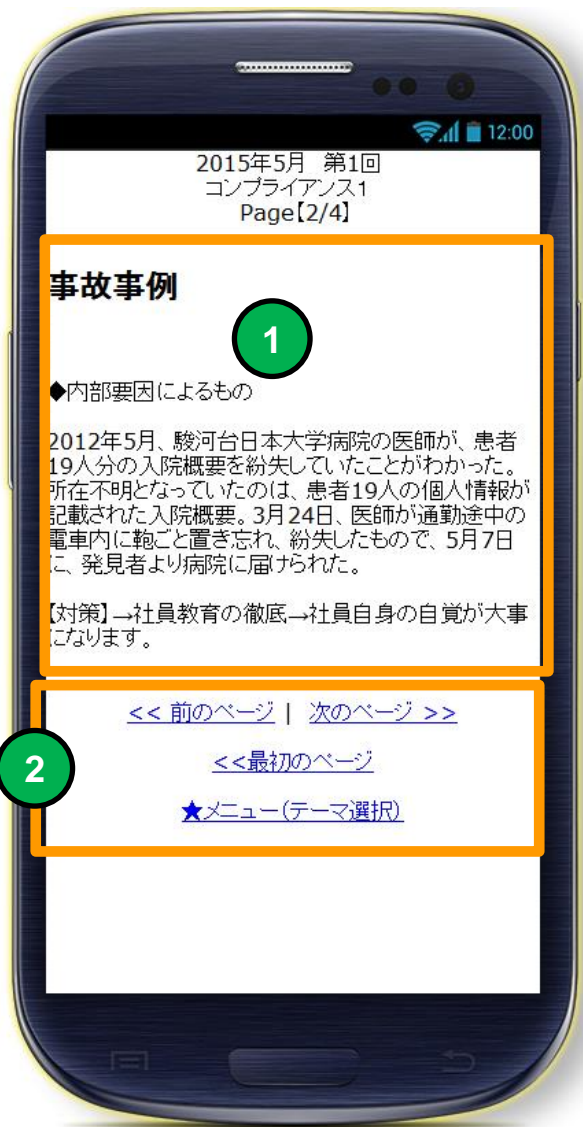 12:00
2015年5月 第1回
コンプライアンス1
Page【2/4】
事故事例
1
◆内部要因によるもの
2012年5月、駿河台日本大学病院の医師が、患者
19人分の入院概要を紛失していたことがわかった。
所在不明となっていたのは、患者19人の個人情報が
記載された入院概要。3月24日、医師が通勤途中の
電車内に鞄ごと置き忘れ、紛失したもので、5月7日
に、発見者より病院に届けられた。
【対策】→社員教育の徹底→社員自身の自覚が大事
になります。
<< 前のページ | 次のページ >>
2
<<最初のページ
★メニュー(テーマ選択)